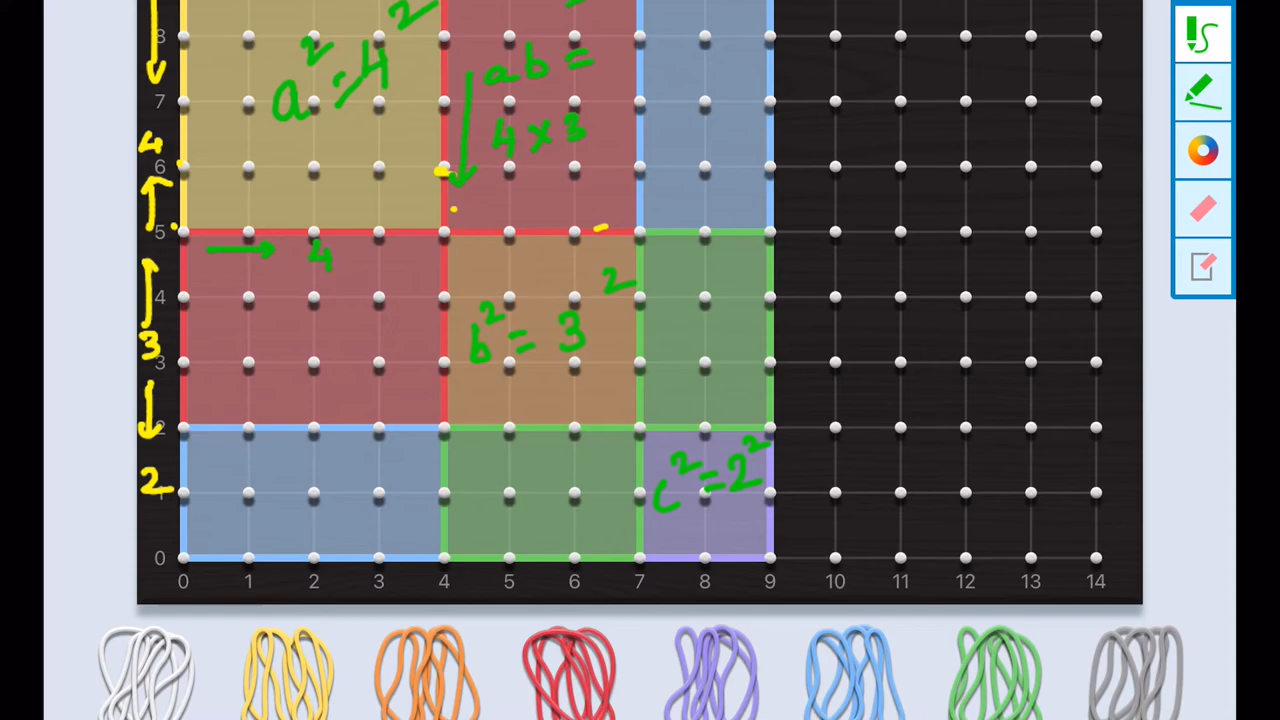 8
a² = 4²
ab =
4 × 3
7
4
6
5
4
4
b² = 3²
3
3
2
c² = 2²
2
1
0
0 1 2 3 4 5 6 7 8 9 10 11 12 13 14